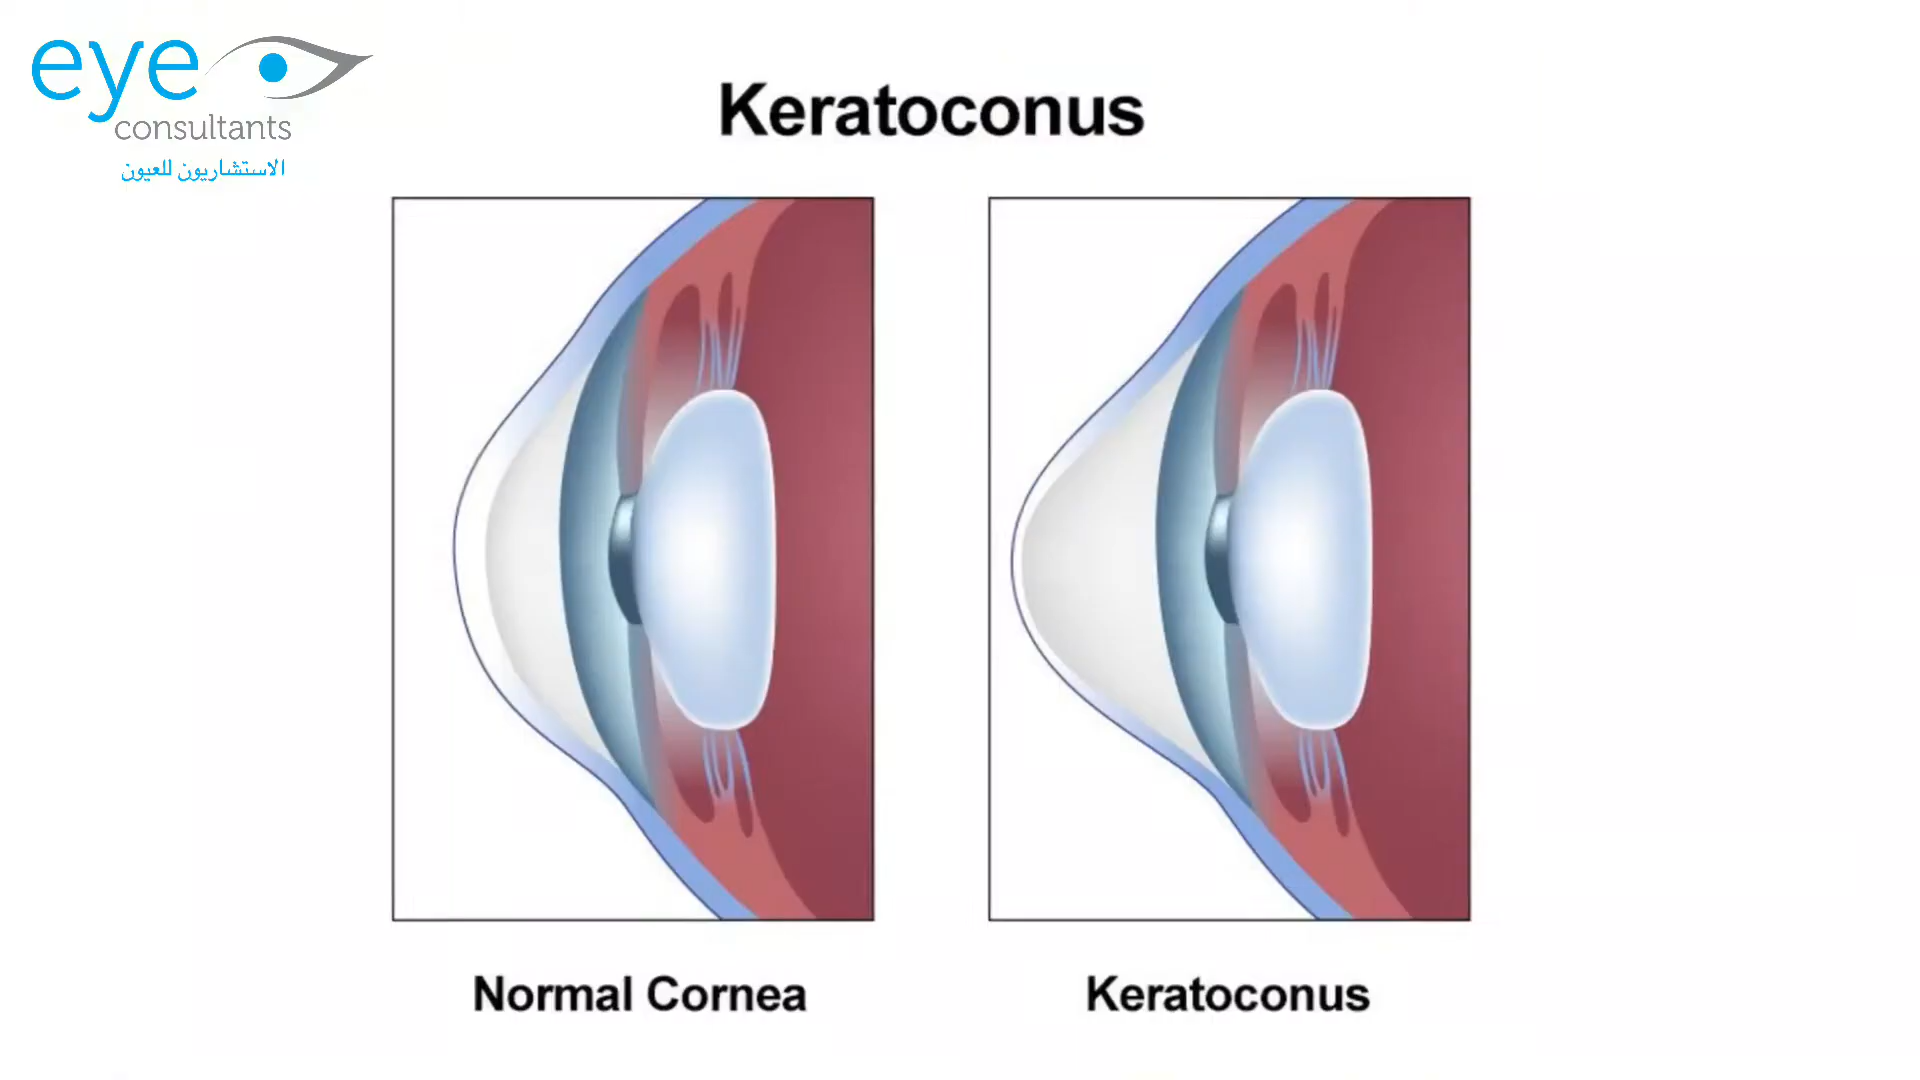 eye
consultants
الاستشاريون للعيون
Keratoconus
Normal Cornea
Keratoconus